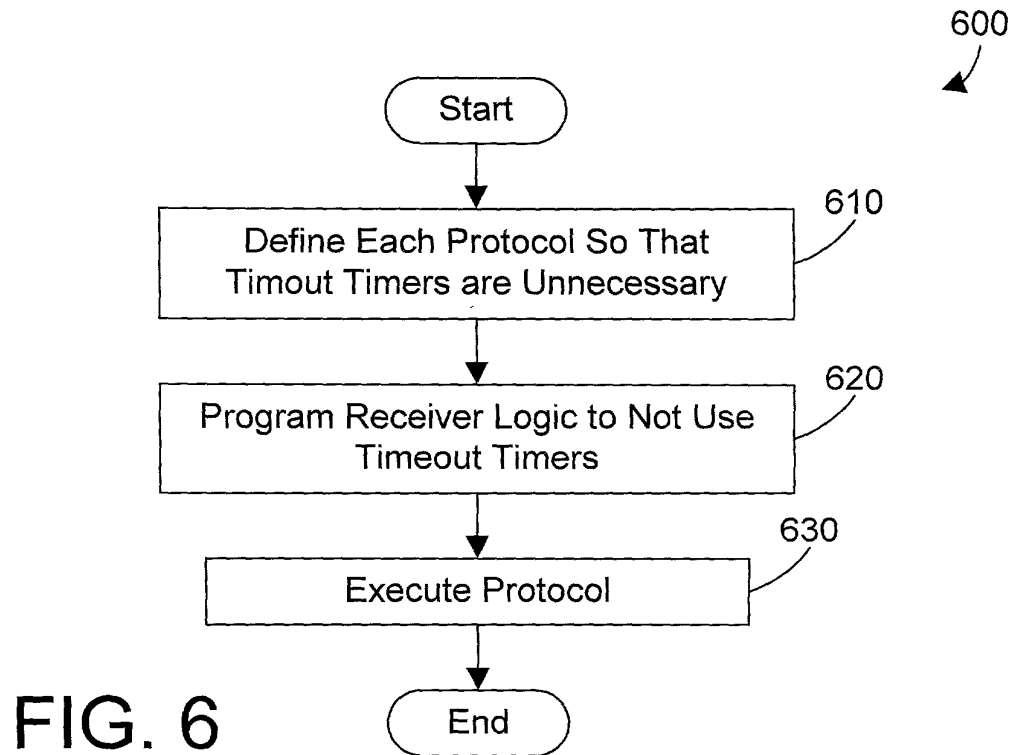 600
Start
610
Define Each Protocol So That
Timout Timers are Unnecessary
620
Program Receiver Logic to Not Use
Timeout Timers
630
Execute Protocol
End
FIG. 6